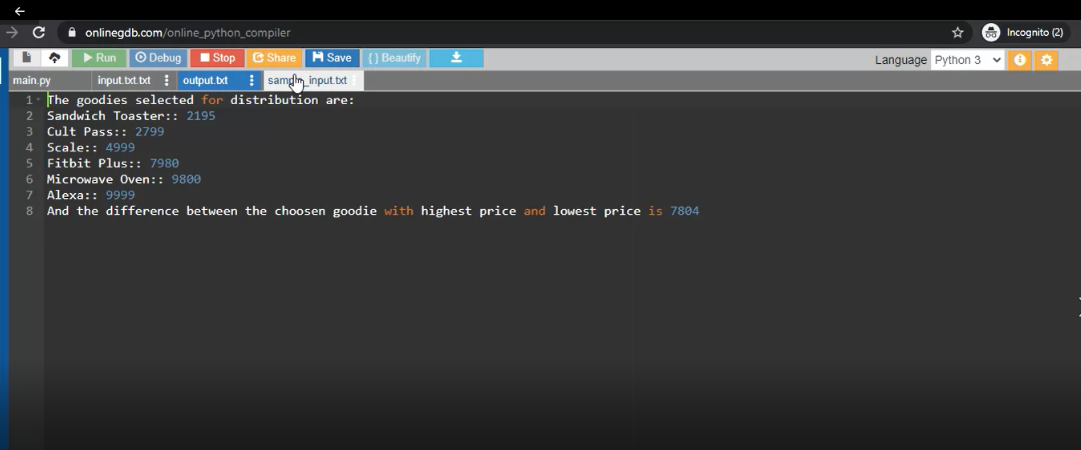 onlinegdb.com/online_python_compiler
Incognito (2)
Run Debug Stop Share Save { } Beautify
Language Python 3
main.py input.txt.txt output.txt
1 The goodies selected for distribution are:
2 Sandwich Toaster:: 2195
3 Cult Pass:: 2799
4 Scale:: 4999
5 Fitbit Plus:: 7980
6 Microwave Oven:: 9800
7 Alexa:: 9999
8 And the difference between the choosen goodie with highest price and lowest price is 7804